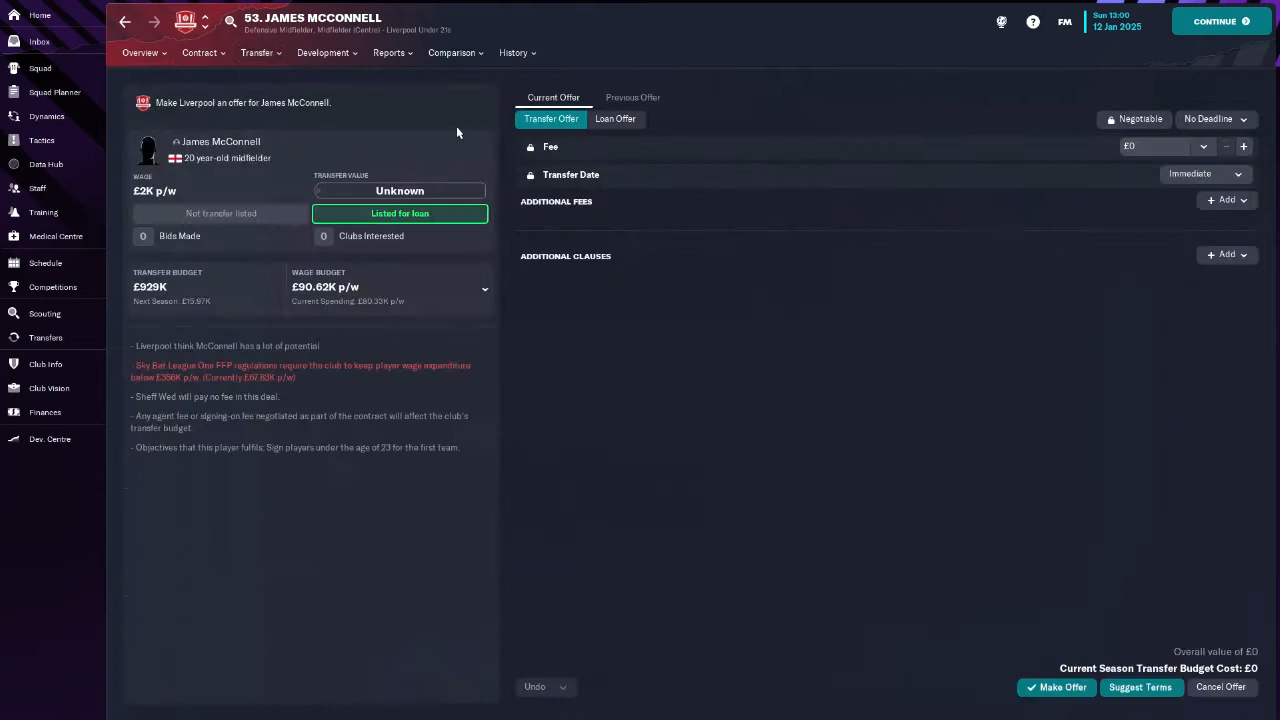 Home
Inbox
Squad
Squad Planner
Dynamics
Tactics
Data Hub
Staff
Training
Medical Centre
Schedule
Competitions
Scouting
Transfers
Club Info
Club Vision
Finances
Dev. Centre
53. JAMES MCCONNELL
Defensive Midfielder, Midfielder (Centre) - Liverpool Under 21s
FM
Sun 13:00
12 Jan 2025
CONTINUE
Overview
Contract
Transfer
Development
Reports
Comparison
History
Make Liverpool an offer for James McConnell.
James McConnell
20 year-old midfielder
WAGE
£2K p/w
TRANSFER VALUE
Unknown
Not transfer listed
Listed for loan
0 Bids Made
0 Clubs Interested
TRANSFER BUDGET
£929K
Next Season: £15.97K
WAGE BUDGET
£90.62K p/w
Current Spending: £80.33K p/w
- Liverpool think McConnell has a lot of potential
- Sky Bet League One FFP regulations require the club to keep player wage expenditure
below £356K p/w. (Currently £67.83K p/w)
- Sheff Wed will pay no fee in this deal.
- Any agent fee or signing-on fee negotiated as part of the contract will affect the club's
transfer budget
- Objectives that this player fulfils; Sign players under the age of 23 for the first team.
Current Offer
Previous Offer
Transfer Offer
Loan Offer
Negotiable
No Deadline
Fee
£0
Transfer Date
Immediate
ADDITIONAL FEES
+ Add
ADDITIONAL CLAUSES
+ Add
Overall value of £0
Current Season Transfer Budget Cost: £0
Undo
Make Offer
Suggest Terms
Cancel Offer